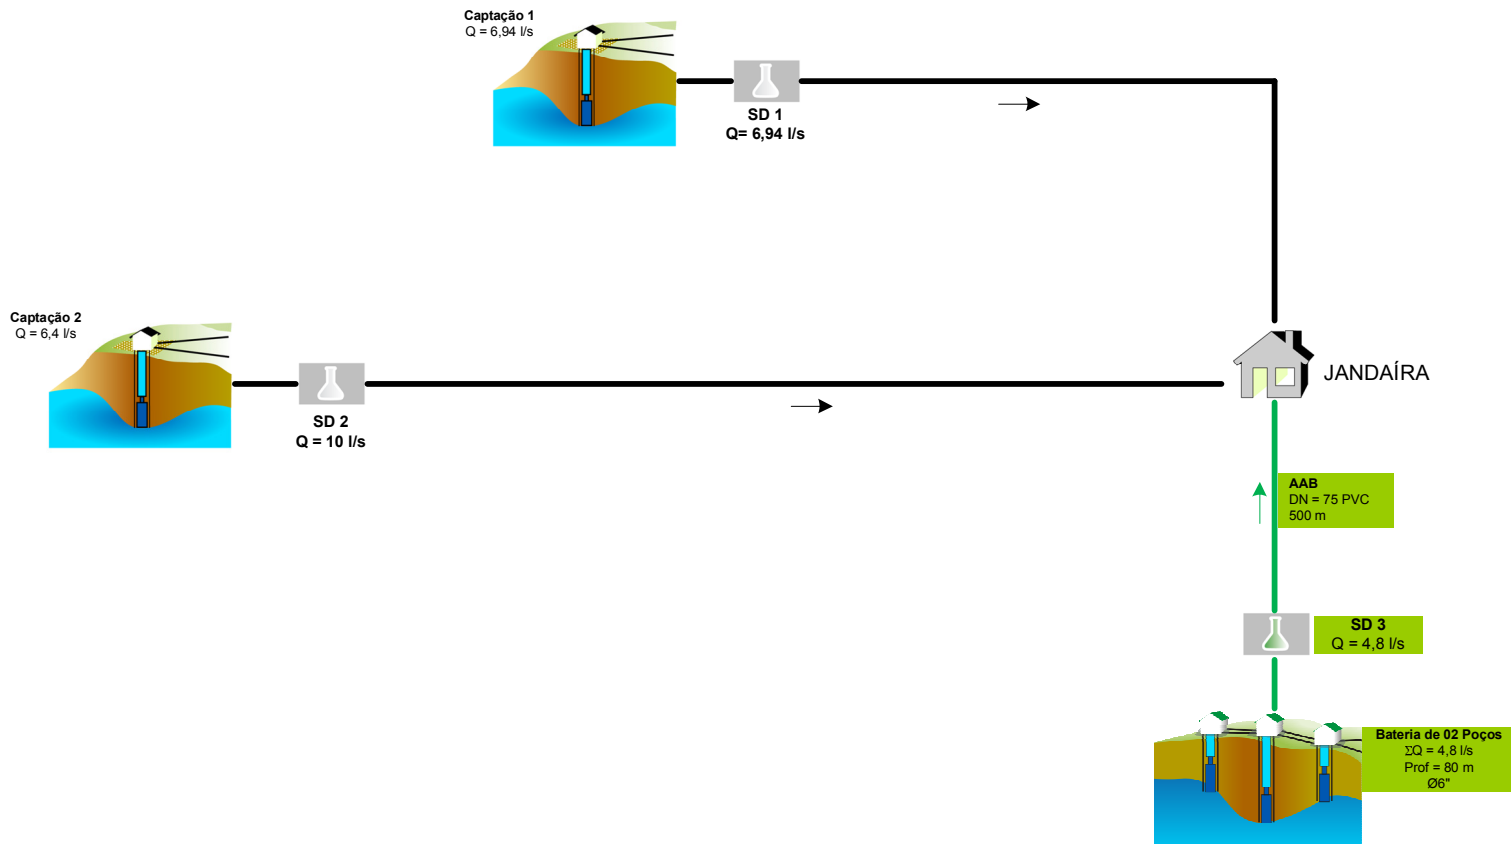 Captação 1
Q = 6,94 l/s
SD 1
Q= 6,94 l/s
Captação 2
Q = 6,4 l/s
SD 2
Q = 10 l/s
JANDAÍRA
AAB
DN = 75 PVC
500 m
SD 3
Q = 4,8 l/s
Bateria de 02 Poços
ΣQ = 4,8 l/s
Prof = 80 m
Ø6"